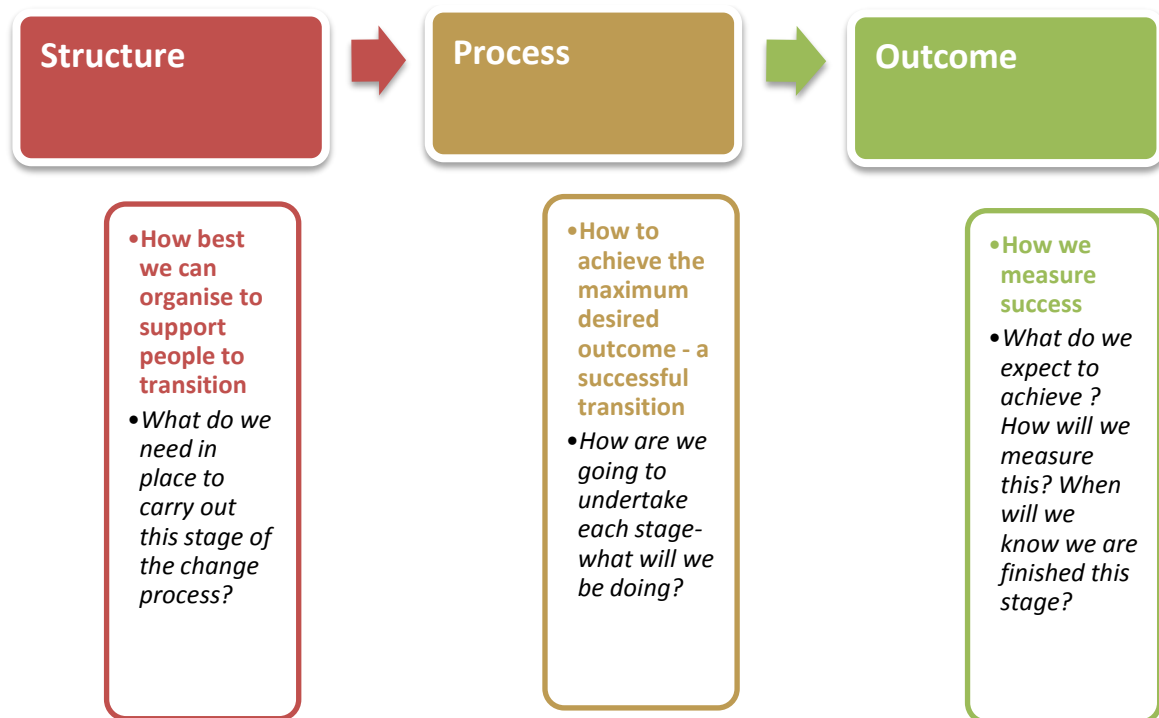 Structure
Process
Outcome
•How best
we can
organise to
support
people to
transition
•What do we
need in
place to
carry out
this stage of
the change
process?
•How to
achieve the
maximum
desired
outcome - a
successful
transition
•How are we
going to
undertake
each stage-
what will we
be doing?
•How we
measure
success
•What do we
expect to
achieve ?
How will we
measure
this? When
will we
know we are
finished this
stage?